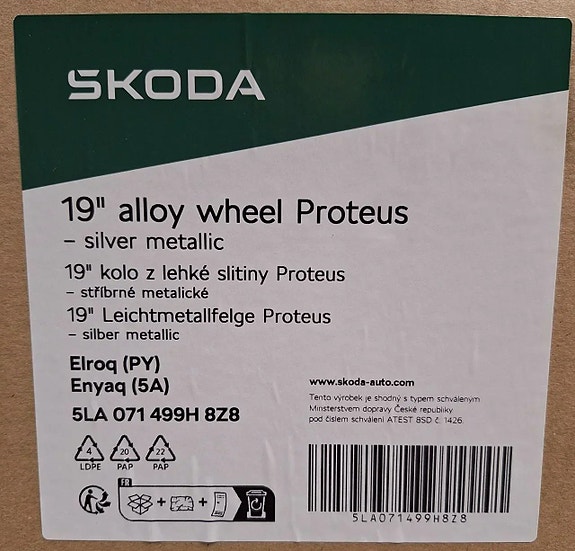 ŠKODA
19" alloy wheel Proteus
– silver metallic
19" kolo z lehké slitiny Proteus
– stříbrné metalické
19" Leichtmetallfelge Proteus
– silber metallic
Elroq (PY)
Enyaq (5A)
5LA 071 499H 8Z8
www.skoda-auto.com
Tento výrobek je shodný s typem schváleným
Minsterstvem dopravy České republiky
pod číslem schválení ATEST 8SD č. 1426.
4 20 22
LDPE PAP PAP
FR
5LA071499H8Z8